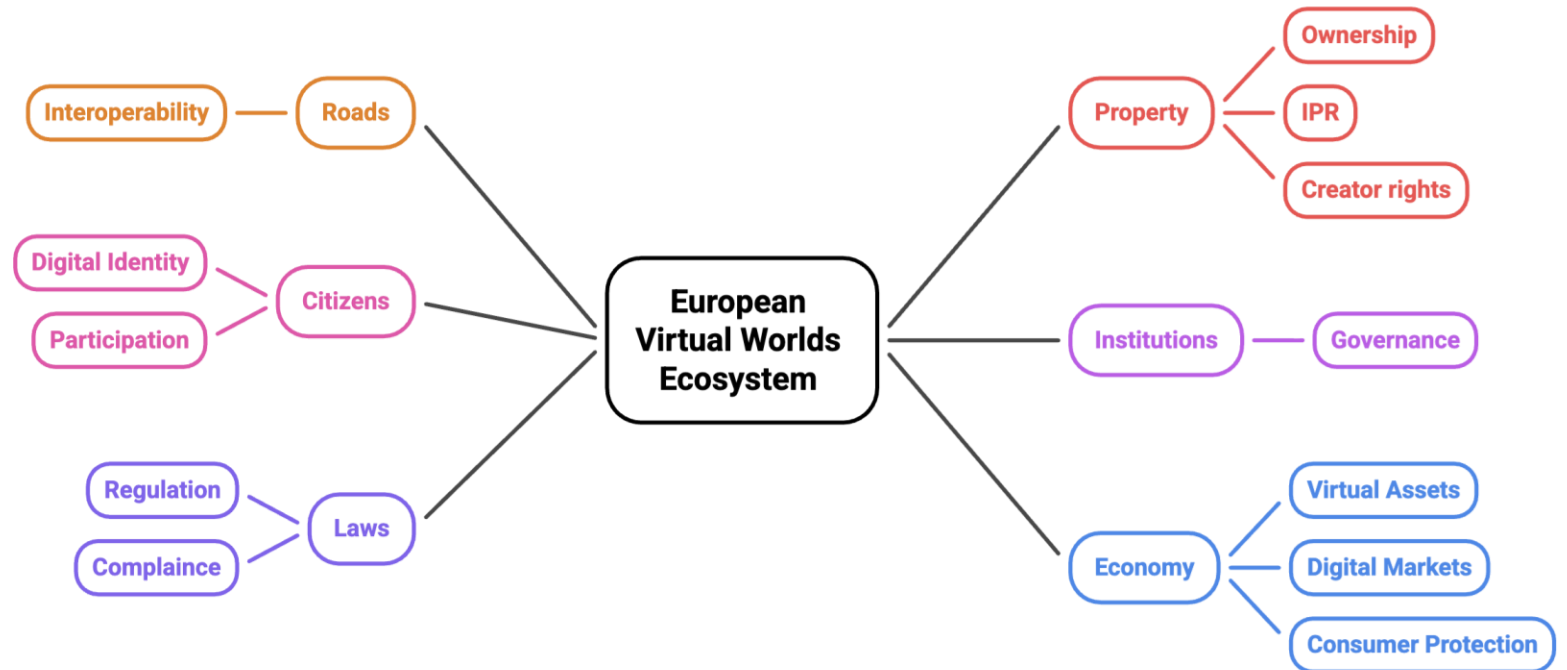 Ownership
Interoperability
Roads
Property
IPR
Creator rights
Digital Identity
Citizens
Participation
European
Virtual Worlds
Ecosystem
Institutions
Governance
Regulation
Laws
Complaince
Virtual Assets
Economy
Digital Markets
Consumer Protection